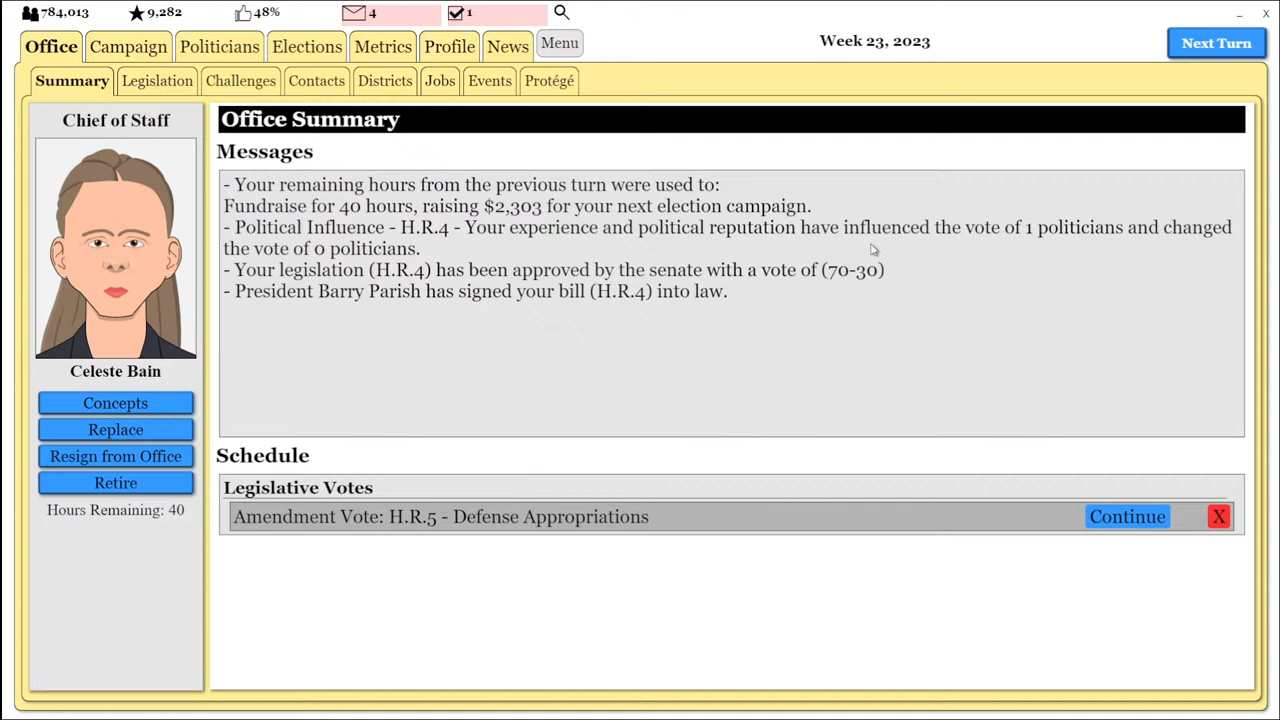 784,013 9,282 48% 4 1
_ X
Office Campaign Politicians Elections Metrics Profile News Menu
Week 23, 2023
Next Turn
Summary Legislation Challenges Contacts Districts Jobs Events Protégé
Chief of Staff
Celeste Bain
Concepts
Replace
Resign from Office
Retire
Hours Remaining: 40
Office Summary
Messages
- Your remaining hours from the previous turn were used to:
Fundraise for 40 hours, raising $2,303 for your next election campaign.
- Political Influence - H.R.4 - Your experience and political reputation have influenced the vote of 1 politicians and changed
the vote of 0 politicians.
- Your legislation (H.R.4) has been approved by the senate with a vote of (70-30)
- President Barry Parish has signed your bill (H.R.4) into law.
Schedule
Legislative Votes
Amendment Vote: H.R.5 - Defense Appropriations Continue X